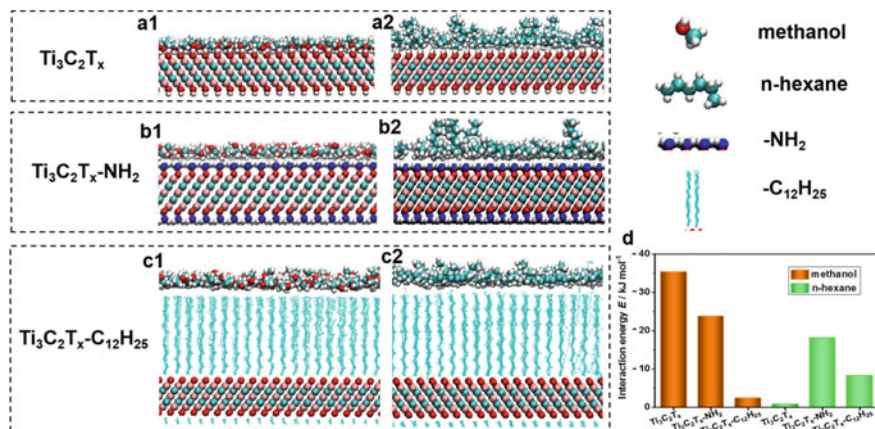 a1
a2
Ti₃C₂Tₓ
methanol
n-hexane
b1
b2
Ti₃C₂Tₓ-NH₂
-NH₂
-C₁₂H₂₅
c1
c2
Ti₃C₂Tₓ-C₁₂H₂₅
d
Interaction energy E / kJ mol⁻¹
- 40
- 30
- 20
- 10
0
methanol
n-hexane
Ti₃C₂Tₓ
Ti₃C₂Tₓ-NH₂
Ti₃C₂Tₓ-C₁₂H₂₅
Ti₃C₂Tₓ
Ti₃C₂Tₓ-NH₂
Ti₃C₂Tₓ-C₁₂H₂₅